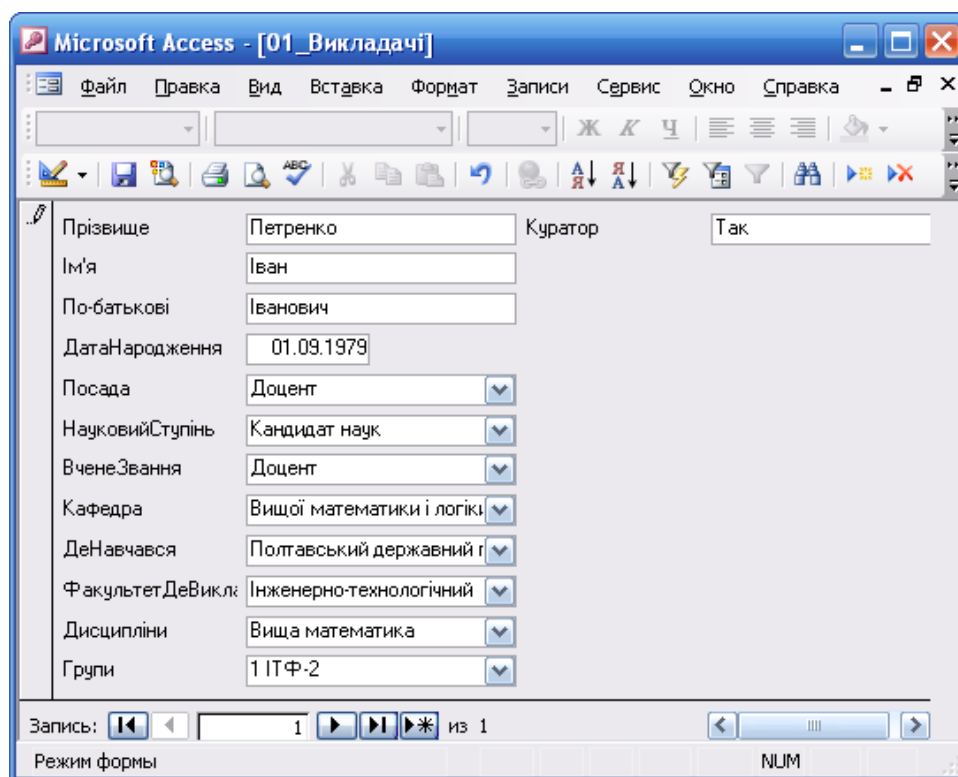 Microsoft Access - [01_Викладачі]
Файл Правка Вид Вставка Формат Записи Сервис Окно Справка
Ж К Ч
ABC А Я Я А
Прізвище Петренко Куратор Так
Ім'я Іван
По-батькові Іванович
ДатаНародження 01.09.1979
Посада Доцент
НауковийСтупінь Кандидат наук
ВченеЗвання Доцент
Кафедра Вищої математики і логіки
ДеНавчався Полтавський державний
ФакультетДеВикла Інженерно-технологічний
Дисципліни Вища математика
Групи 1 ІТФ-2
Запись: 1 из 1
Режим формы NUM